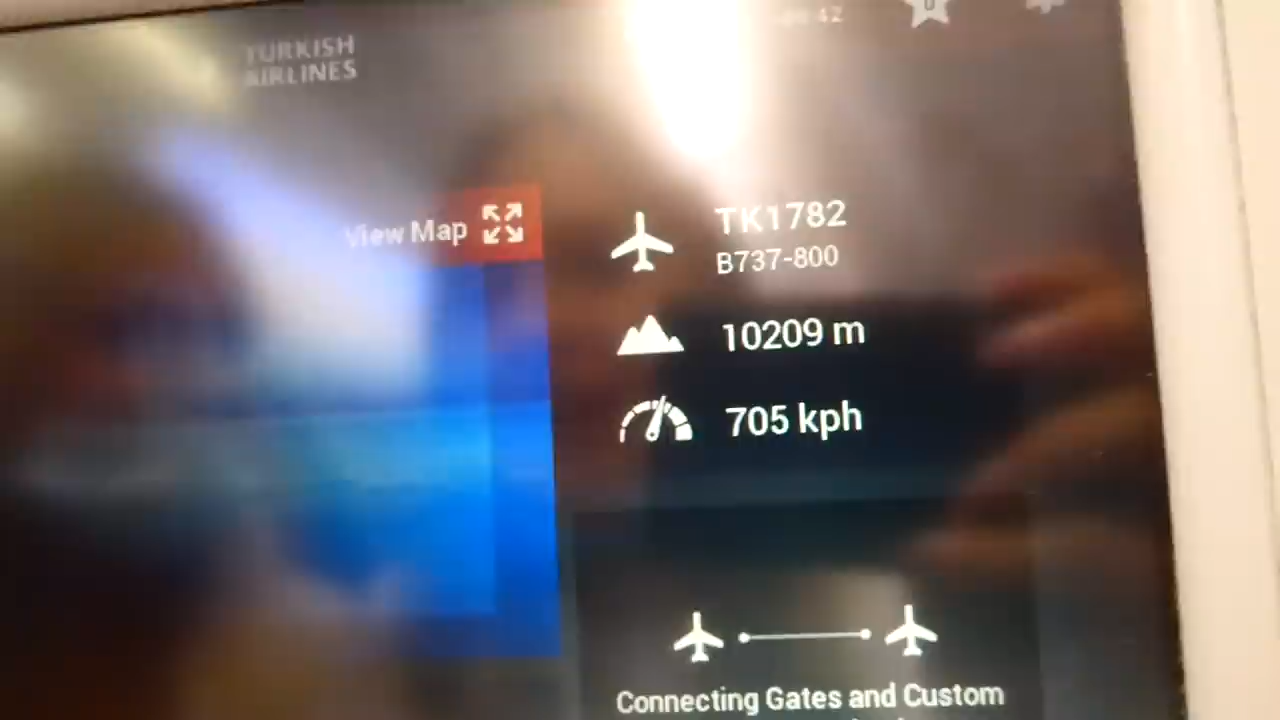 TURKISH
AIRLINES
View Map
TK1782
B737-800
10209 m
705 kph
Connecting Gates and Custom